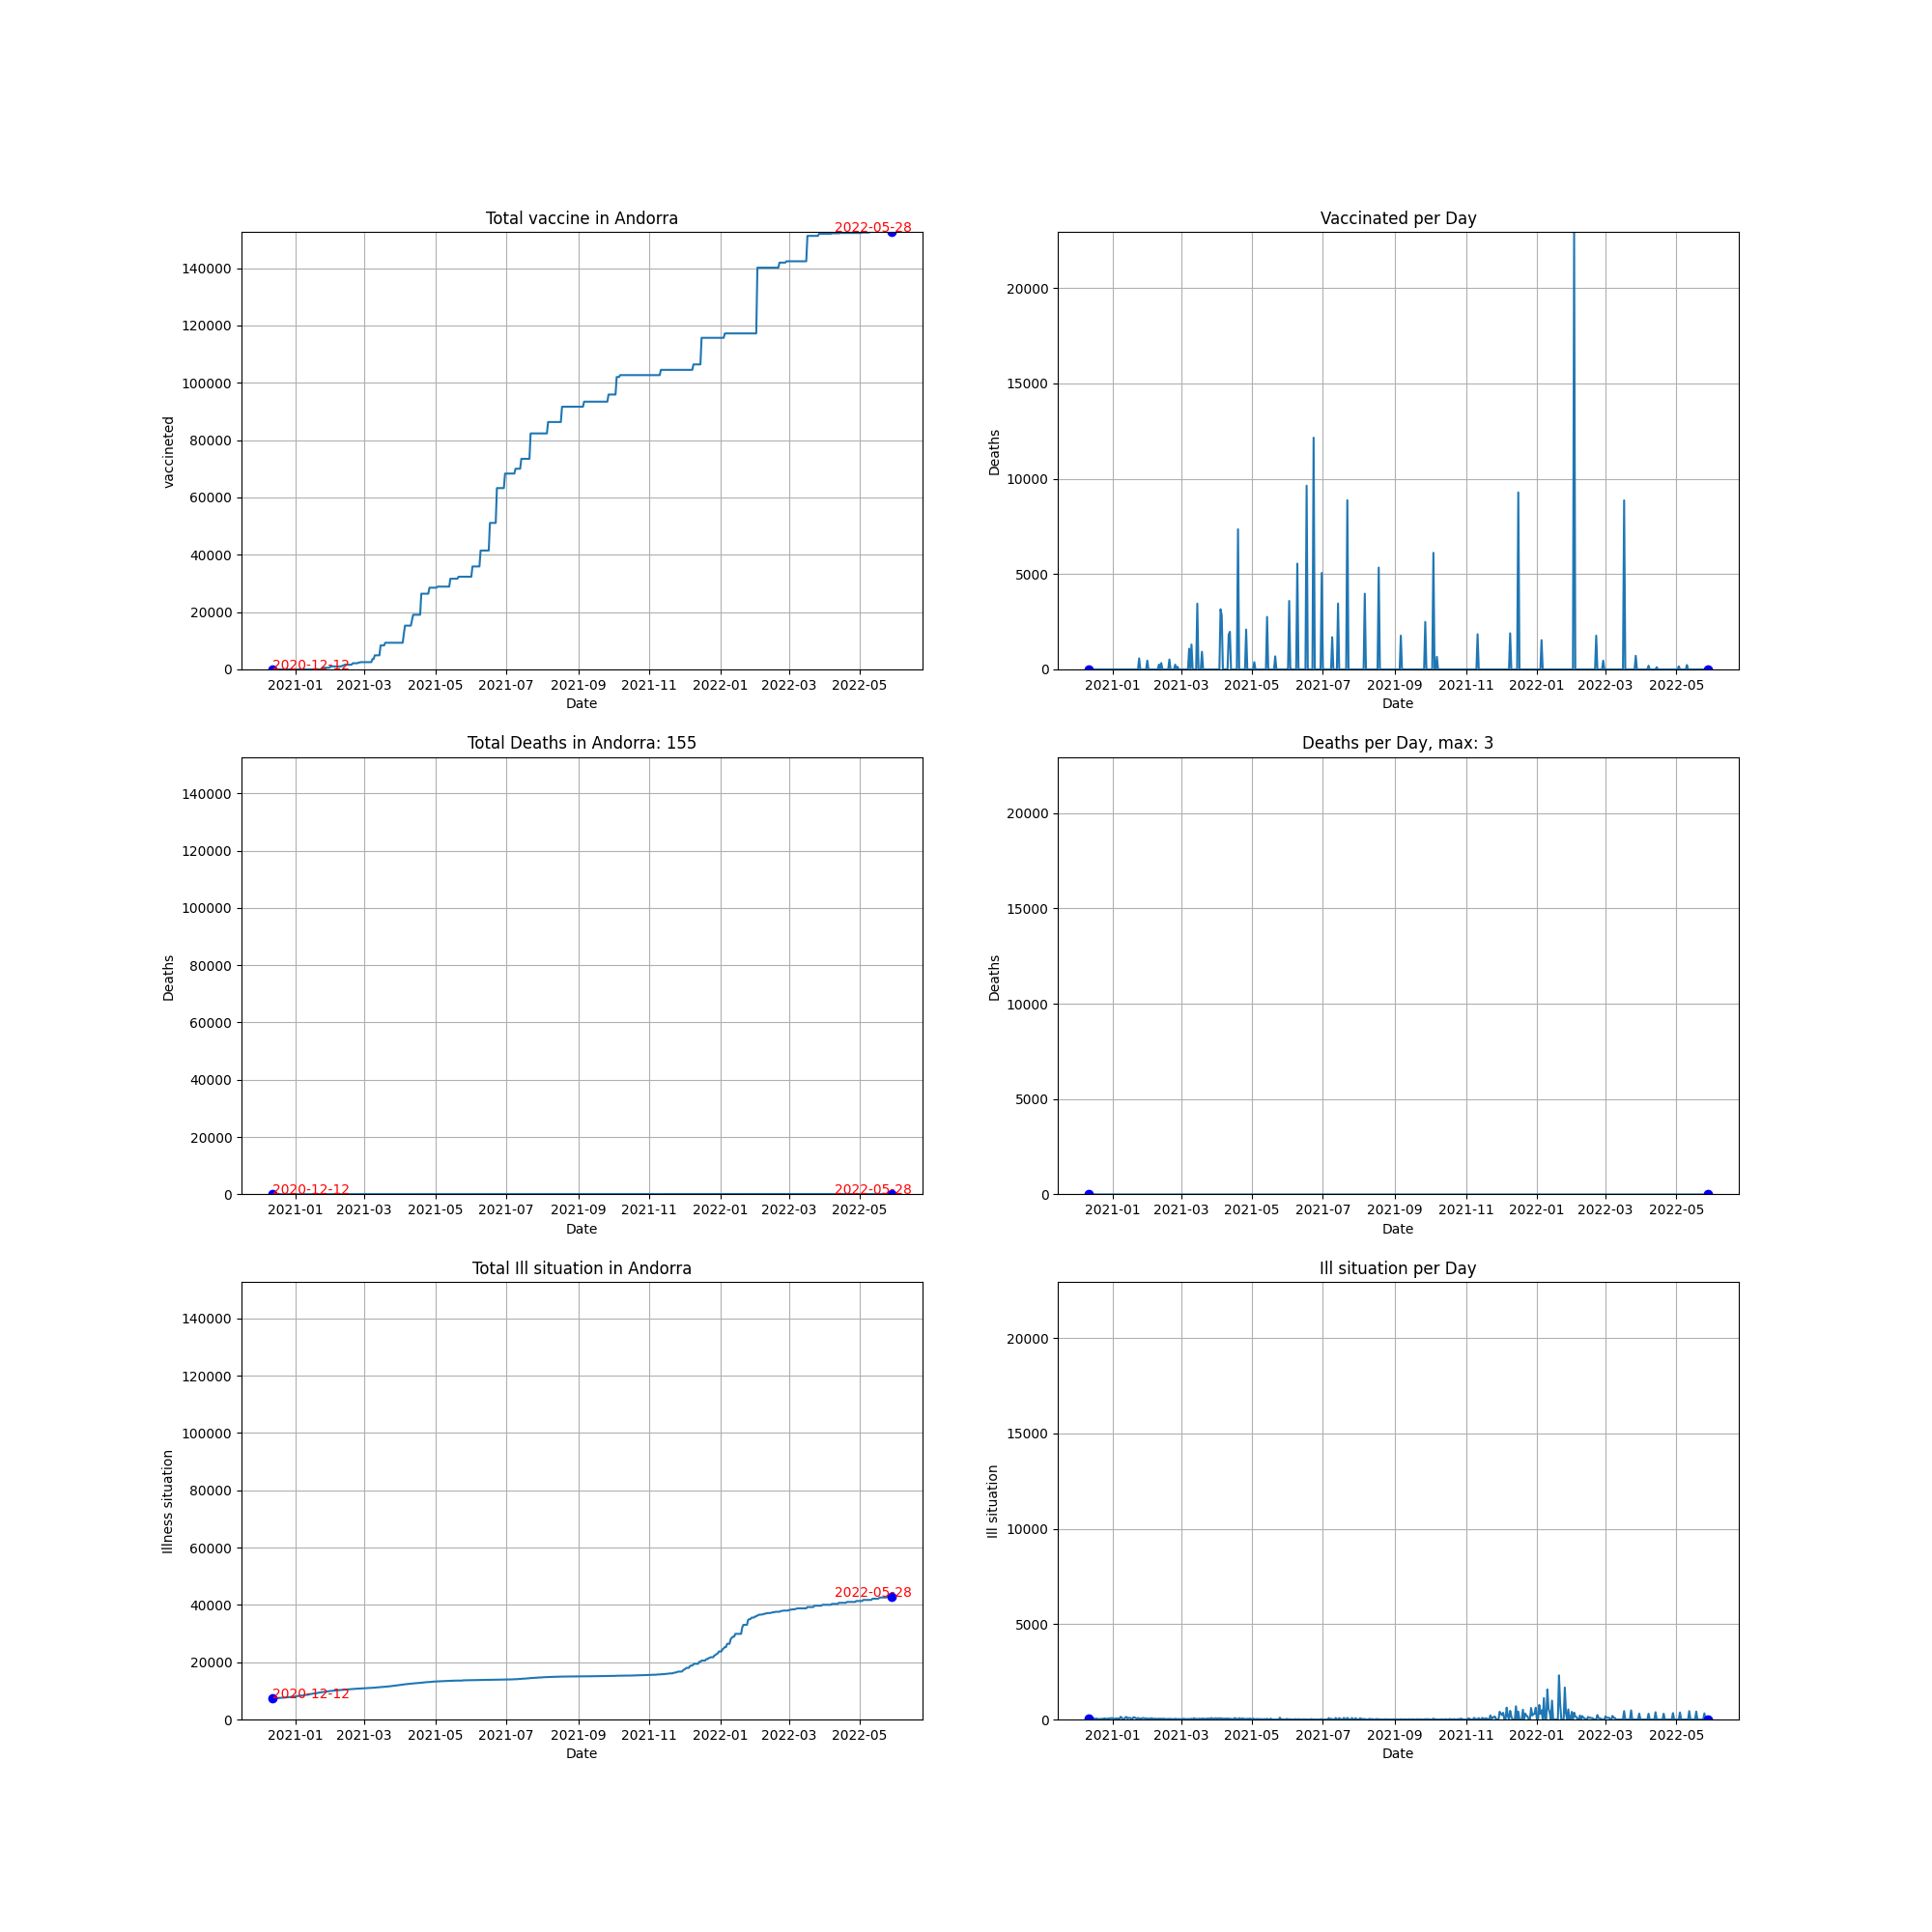 Total vaccine in Andorra
2022-05-28
140000
120000
100000
80000
60000
40000
20000
0
vaccineted
2020-12-12
2021-01 2021-03 2021-05 2021-07 2021-09 2021-11 2022-01 2022-03 2022-05
Date
Vaccinated per Day
20000
15000
10000
5000
0
Deaths
2021-01 2021-03 2021-05 2021-07 2021-09 2021-11 2022-01 2022-03 2022-05
Date
Total Deaths in Andorra: 155
140000
120000
100000
80000
60000
40000
20000
0
Deaths
2020-12-12
2022-05-28
2021-01 2021-03 2021-05 2021-07 2021-09 2021-11 2022-01 2022-03 2022-05
Date
Deaths per Day, max: 3
20000
15000
10000
5000
0
Deaths
2021-01 2021-03 2021-05 2021-07 2021-09 2021-11 2022-01 2022-03 2022-05
Date
Total Ill situation in Andorra
140000
120000
100000
80000
60000
40000
20000
0
Illness situation
2022-05-28
2020-12-12
2021-01 2021-03 2021-05 2021-07 2021-09 2021-11 2022-01 2022-03 2022-05
Date
Ill situation per Day
20000
15000
10000
5000
0
Ill situation
2021-01 2021-03 2021-05 2021-07 2021-09 2021-11 2022-01 2022-03 2022-05
Date